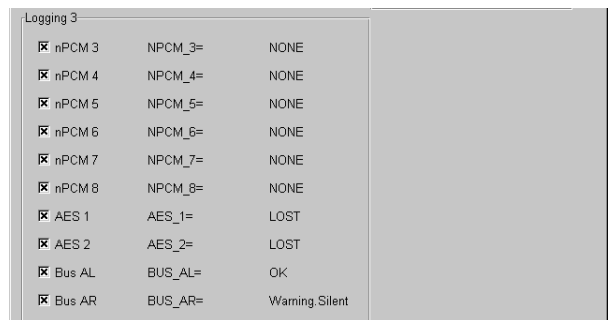 Logging 3
nPCM 3 NPCM_3= NONE
nPCM 4 NPCM_4= NONE
nPCM 5 NPCM_5= NONE
nPCM 6 NPCM_6= NONE
nPCM 7 NPCM_7= NONE
nPCM 8 NPCM_8= NONE
AES 1 AES_1= LOST
AES 2 AES_2= LOST
Bus AL BUS_AL= OK
Bus AR BUS_AR= Warning.Silent